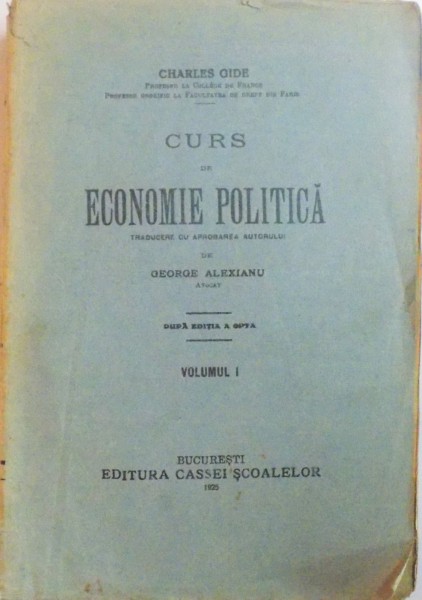 CHARLES GIDE
PROFESOR LA COLLÈGE DE FRANCE
PROFESOR ONORIFIC LA FACULTATEA DE DREPT DIN PARIS
CURS
DE
ECONOMIE POLITICĂ
TRADUCERE CU APROBAREA AUTORULUI
DE
GEORGE ALEXIANU
AVOCAT
DUPĂ EDIȚIA A OPTA
VOLUMUL I
BUCUREȘTI
EDITURA CASSEI ȘCOALELOR
1925